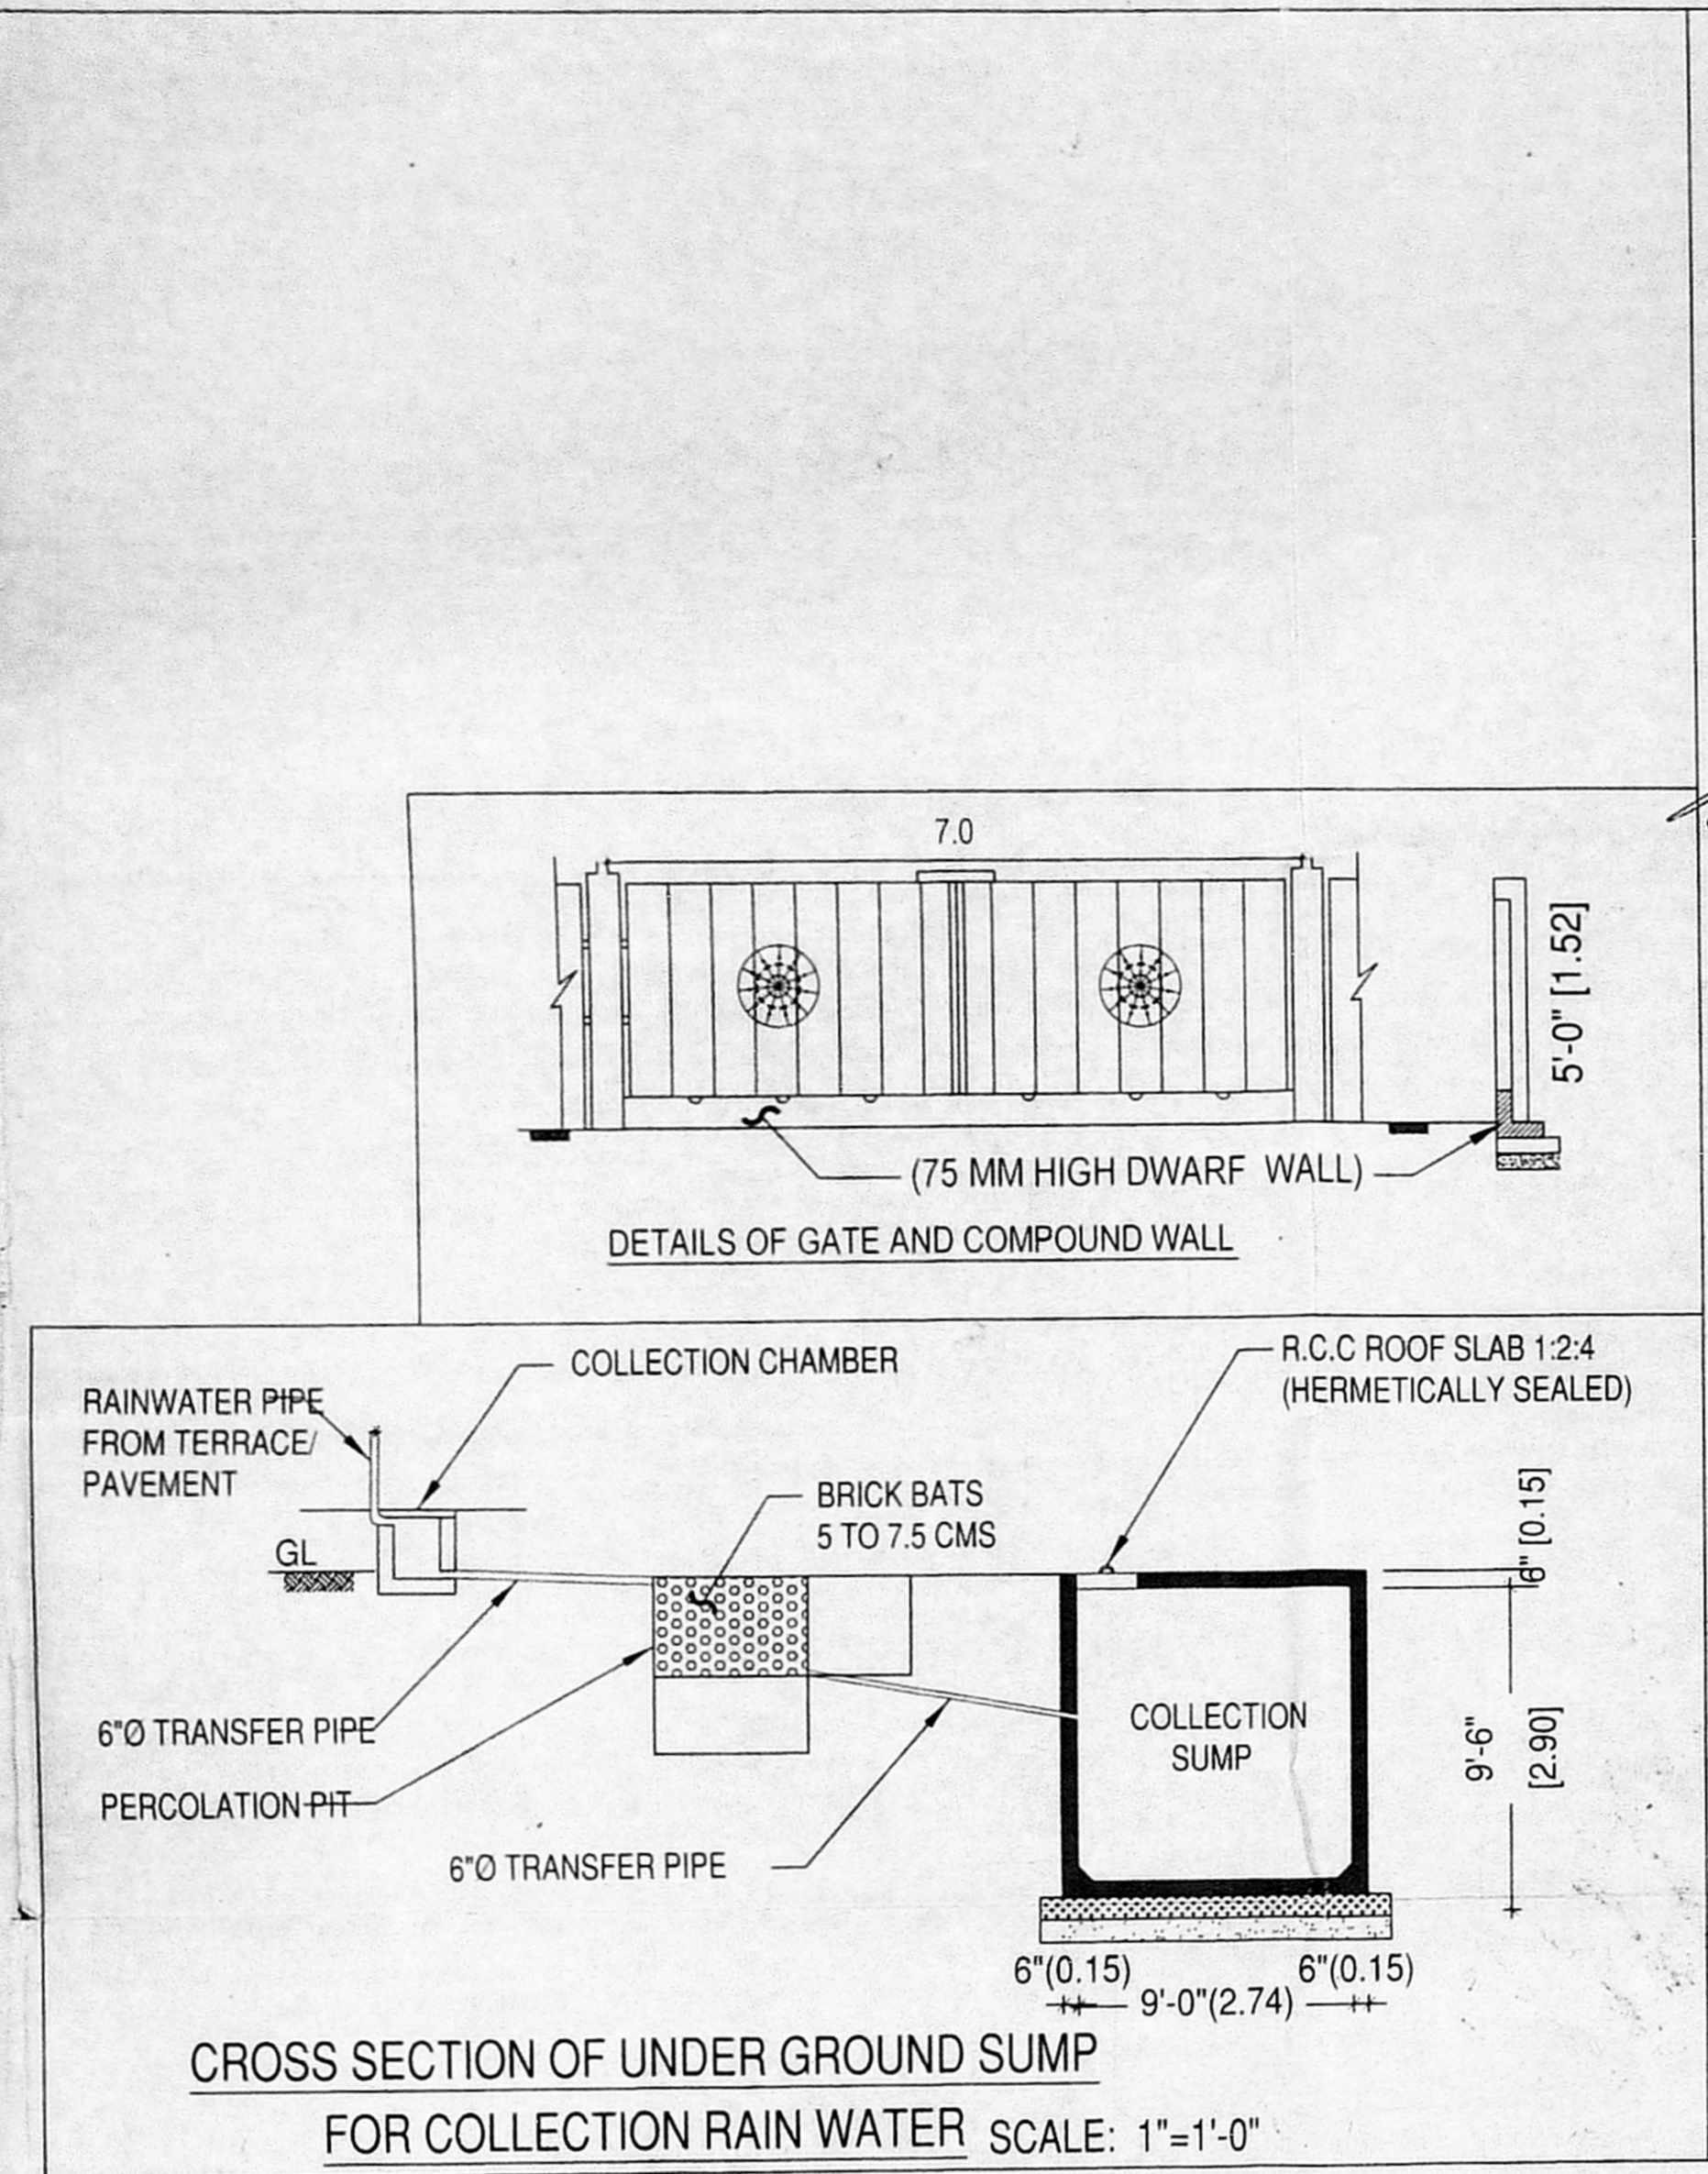 7.0
5'-0" [1.52]
(75 MM HIGH DWARF WALL)
DETAILS OF GATE AND COMPOUND WALL
COLLECTION CHAMBER
R.C.C ROOF SLAB 1:2:4
(HERMETICALLY SEALED)
RAINWATER PIPE
FROM TERRACE/
PAVEMENT
BRICK BATS
5 TO 7.5 CMS
6" [0.15]
GL
COLLECTION
SUMP
9'-6"
[2.90]
6"Ø TRANSFER PIPE
PERCOLATION PIT
6"Ø TRANSFER PIPE
6"(0.15) 6"(0.15)
9'-0"(2.74)
CROSS SECTION OF UNDER GROUND SUMP
FOR COLLECTION RAIN WATER SCALE: 1"=1'-0"